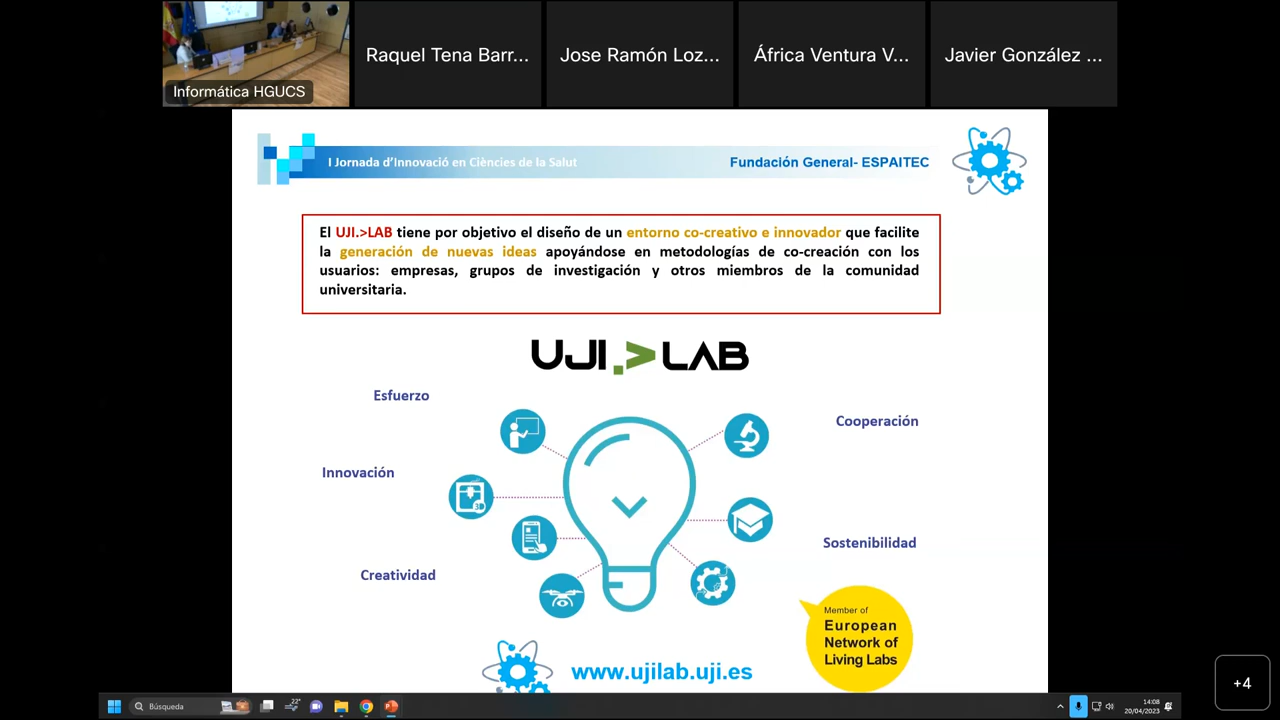 Raquel Tena Barr...
Jose Ramón Loz...
África Ventura V...
Javier González ...
Informática HGUCS
I Jornada d'Innovació en Ciències de la Salut
Fundación General- ESPAITEC
El UJI.>LAB tiene por objetivo el diseño de un entorno co-creativo e innovador que facilite
la generación de nuevas ideas apoyándose en metodologías de co-creación con los
usuarios: empresas, grupos de investigación y otros miembros de la comunidad
universitaria.
UJI.>LAB
Esfuerzo
Cooperación
Innovación
3D
Sostenibilidad
Creatividad
Member of
European
Network of
Living Labs
www.ujilab.uji.es
+4
Búsqueda
22°
14:08
20/04/2023